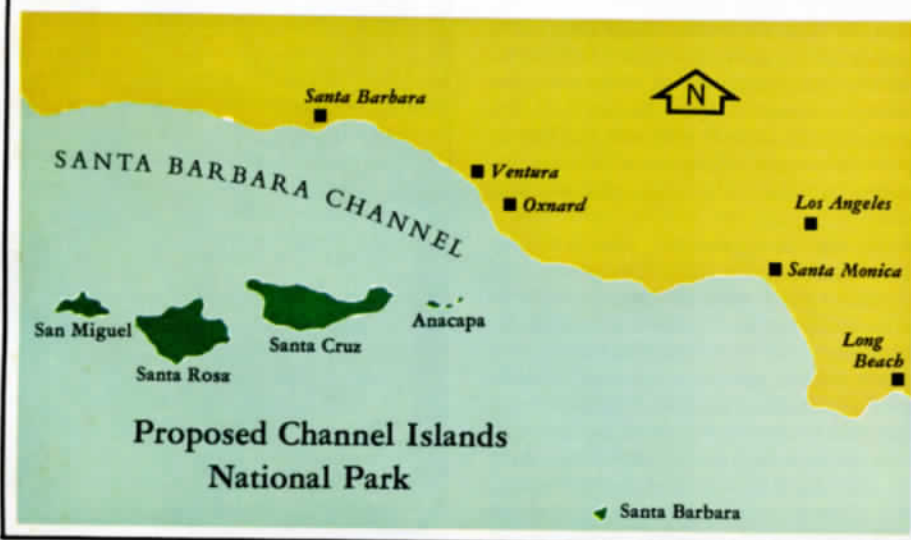 Santa Barbara
N
SANTA BARBARA CHANNEL
Ventura
Oxnard
Los Angeles
Santa Monica
San Miguel
Santa Rosa
Santa Cruz
Anacapa
Long
Beach
Proposed Channel Islands
National Park
Santa Barbara